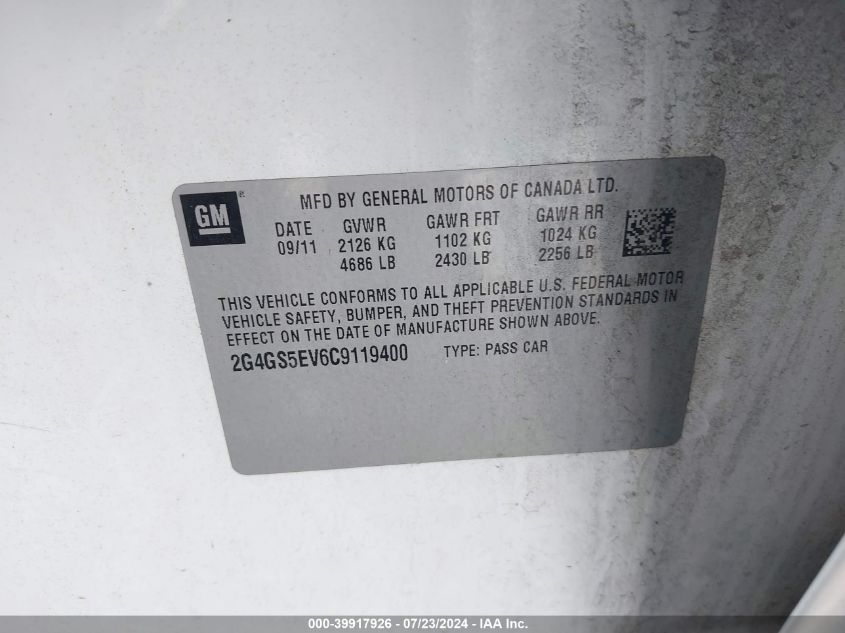 MFD BY GENERAL MOTORS OF CANADA LTD.
GM®
DATE GVWR GAWR FRT GAWR RR
09/11 2126 KG 1102 KG 1024 KG
4686 LB 2430 LB 2256 LB
THIS VEHICLE CONFORMS TO ALL APPLICABLE U.S. FEDERAL MOTOR
VEHICLE SAFETY, BUMPER, AND THEFT PREVENTION STANDARDS IN
EFFECT ON THE DATE OF MANUFACTURE SHOWN ABOVE.
2G4GS5EV6C9119400 TYPE: PASS CAR
000-39917926 - 07/23/2024 - IAA Inc.